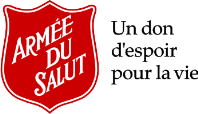 ARMÉE
DU
SALUT
Un don
d'espoir
pour la vie